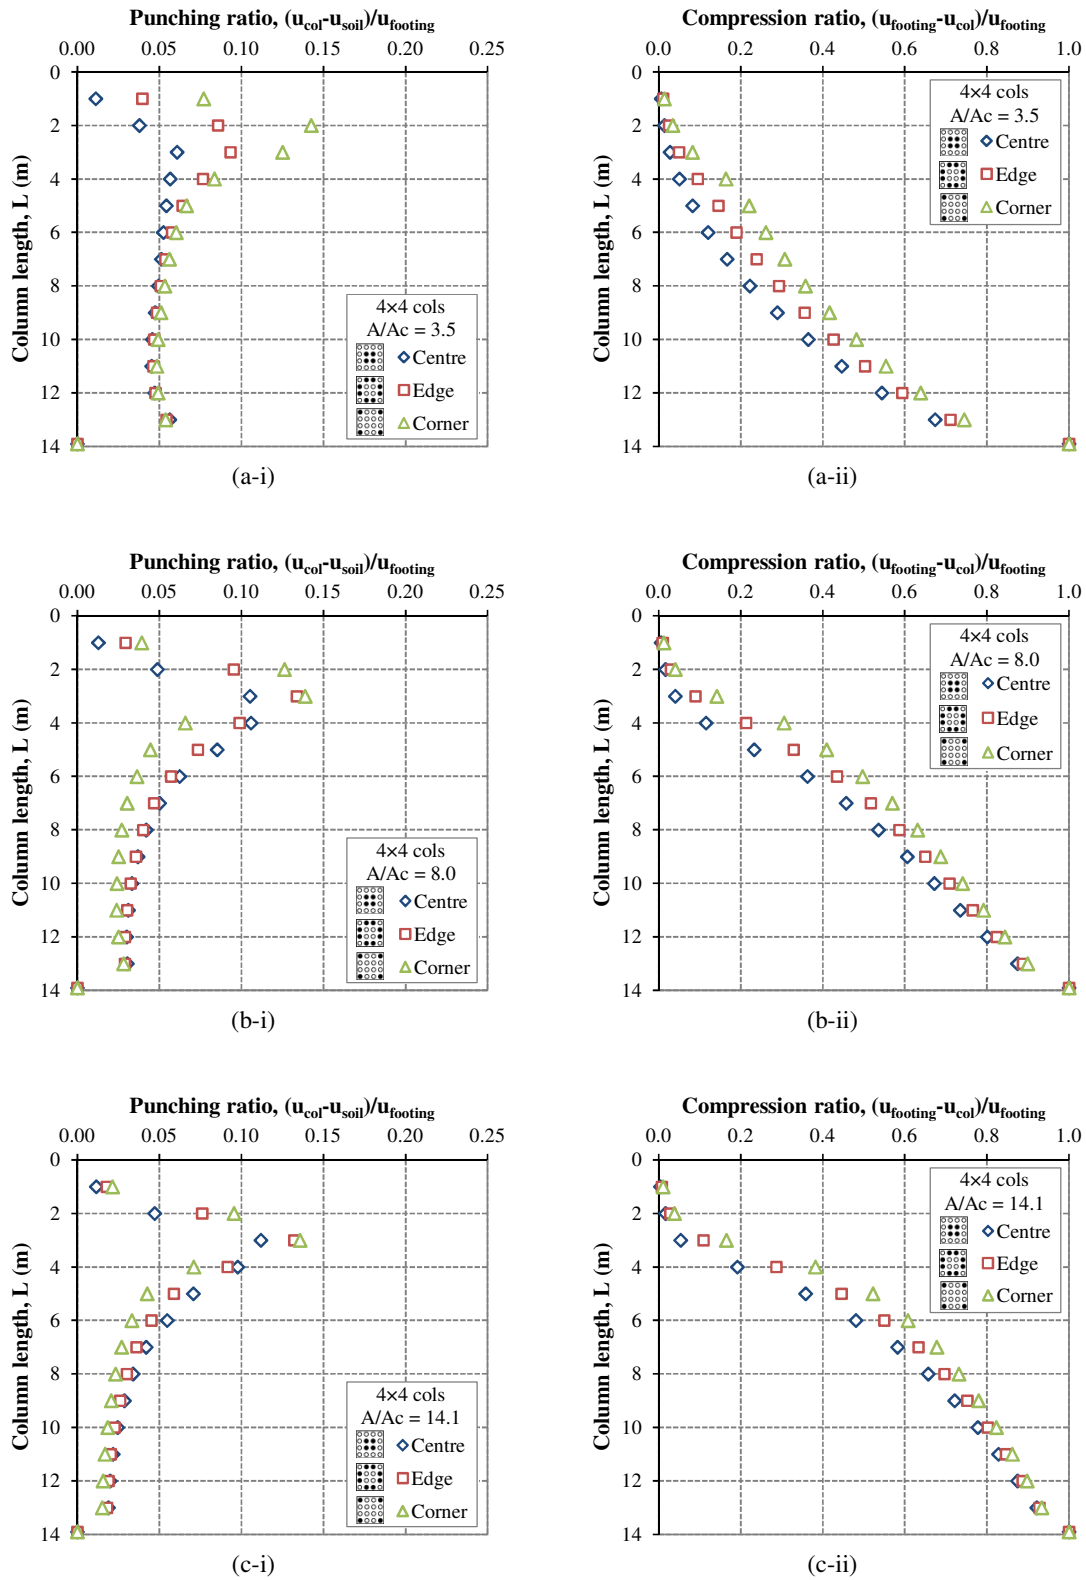 Punching ratio, (ucol-usoil)/ufooting
0.00 0.05 0.10 0.15 0.20 0.25
0
2
4
6
8
10
12
14
Column length, L (m)
4×4 cols
A/Ac = 3.5
Centre
Edge
Corner
(a-i)
Compression ratio, (ufooting-ucol)/ufooting
0.0 0.2 0.4 0.6 0.8 1.0
0
2
4
6
8
10
12
14
Column length, L (m)
4×4 cols
A/Ac = 3.5
Centre
Edge
Corner
(a-ii)
Punching ratio, (ucol-usoil)/ufooting
0.00 0.05 0.10 0.15 0.20 0.25
0
2
4
6
8
10
12
14
Column length, L (m)
4×4 cols
A/Ac = 8.0
Centre
Edge
Corner
(b-i)
Compression ratio, (ufooting-ucol)/ufooting
0.0 0.2 0.4 0.6 0.8 1.0
0
2
4
6
8
10
12
14
Column length, L (m)
4×4 cols
A/Ac = 8.0
Centre
Edge
Corner
(b-ii)
Punching ratio, (ucol-usoil)/ufooting
0.00 0.05 0.10 0.15 0.20 0.25
0
2
4
6
8
10
12
14
Column length, L (m)
4×4 cols
A/Ac = 14.1
Centre
Edge
Corner
(c-i)
Compression ratio, (ufooting-ucol)/ufooting
0.0 0.2 0.4 0.6 0.8 1.0
0
2
4
6
8
10
12
14
Column length, L (m)
4×4 cols
A/Ac = 14.1
Centre
Edge
Corner
(c-ii)